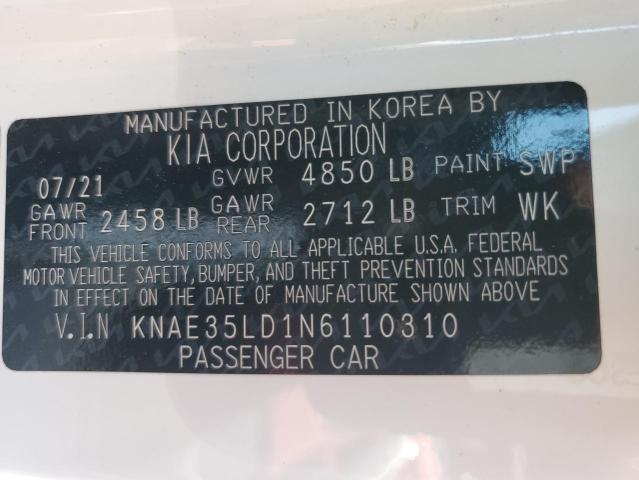 MANUFACTURED IN KOREA BY
KIA CORPORATION
07/21 GVWR 4850 LB PAINT SWP
GAWR FRONT 2458 LB GAWR REAR 2712 LB TRIM WK
THIS VEHICLE CONFORMS TO ALL APPLICABLE U.S.A. FEDERAL
MOTOR VEHICLE SAFETY, BUMPER, AND THEFT PREVENTION STANDARDS
IN EFFECT ON THE DATE OF MANUFACTURE SHOWN ABOVE
V.I.N KNAE35LD1N6110310
PASSENGER CAR